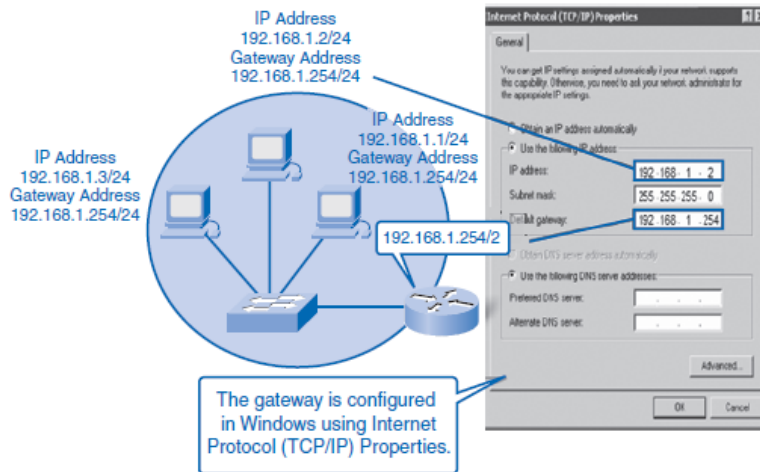 IP Address
192.168.1.2/24
Gateway Address
192.168.1.254/24
IP Address
192.168.1.1/24
Gateway Address
192.168.1.254/24
IP Address
192.168.1.3/24
Gateway Address
192.168.1.254/24
192.168.1.254/2
The gateway is configured
in Windows using Internet
Protocol (TCP/IP) Properties.
Internet Protocol (TCP/IP) Properties
General
You can get IP settings assigned automatically if your network supports
this capability. Otherwise, you need to ask your network administrator for
the appropriate IP settings.
Obtain an IP address automatically
Use the following IP address:
IP address: 192 . 168 . 1 . 2
Subnet mask: 255 . 255 . 255 . 0
Default gateway: 192 . 168 . 1 . 254
Obtain DNS server address automatically
Use the following DNS server addresses:
Preferred DNS server: . . .
Alternate DNS server: . . .
Advanced...
OK Cancel